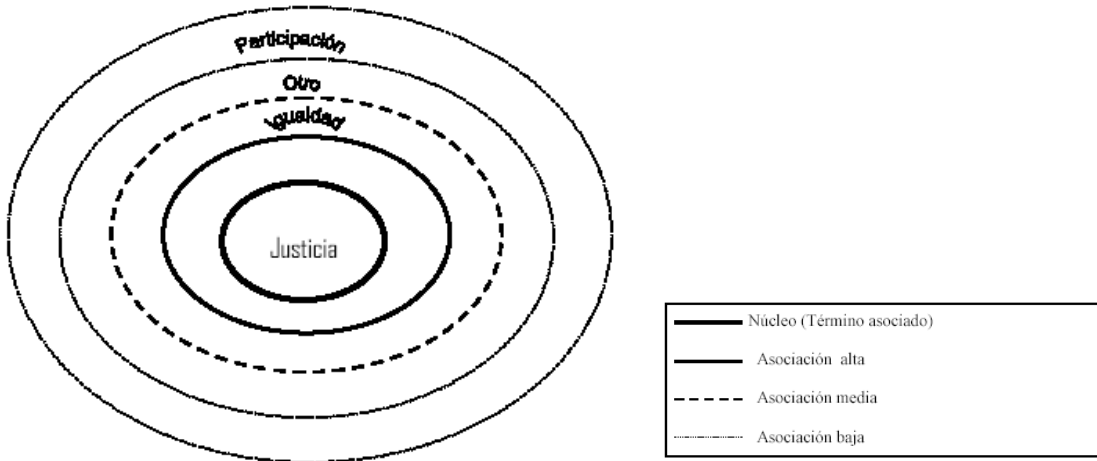 Participación
Otro
Igualdad
Justicia
Núcleo (Término asociado)
Asociación alta
Asociación media
Asociación baja